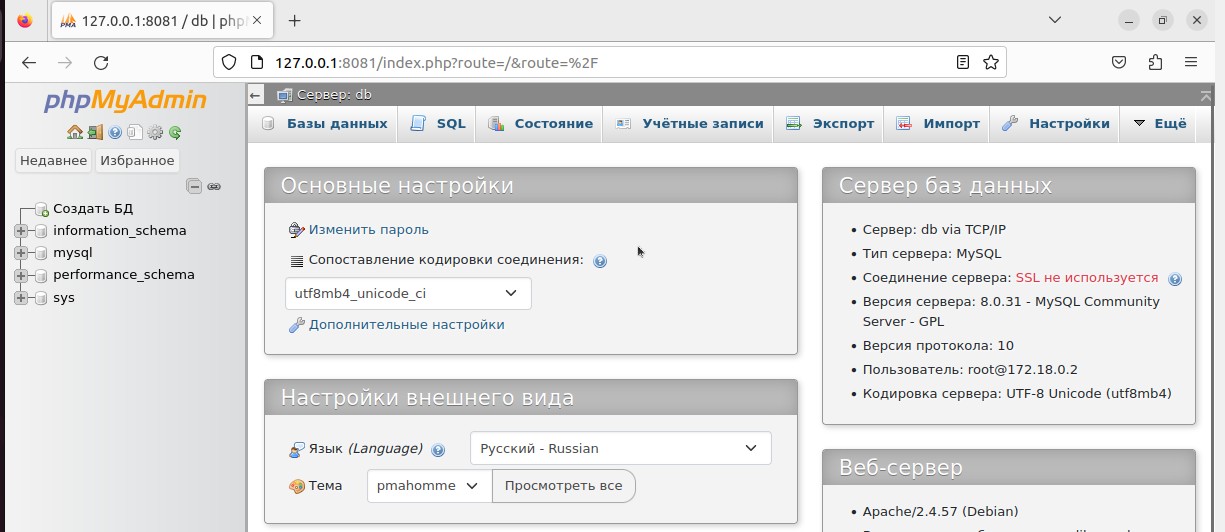 127.0.0.1:8081 / db | php
127.0.0.1:8081/index.php?route=/&route=%2F
phpMyAdmin
Недавнее Избранное
Создать БД
information_schema
mysql
performance_schema
sys
Сервер: db
Базы данных SQL Состояние Учётные записи Экспорт Импорт Настройки Ещё
Основные настройки
Изменить пароль
Сопоставление кодировки соединения:
utf8mb4_unicode_ci
Дополнительные настройки
Настройки внешнего вида
Язык (Language) Русский - Russian
Тема pmahomme Просмотреть все
Сервер баз данных
• Сервер: db via TCP/IP
• Тип сервера: MySQL
• Соединение сервера: SSL не используется
• Версия сервера: 8.0.31 - MySQL Community
Server - GPL
• Версия протокола: 10
• Пользователь: root@172.18.0.2
• Кодировка сервера: UTF-8 Unicode (utf8mb4)
Веб-сервер
• Apache/2.4.57 (Debian)